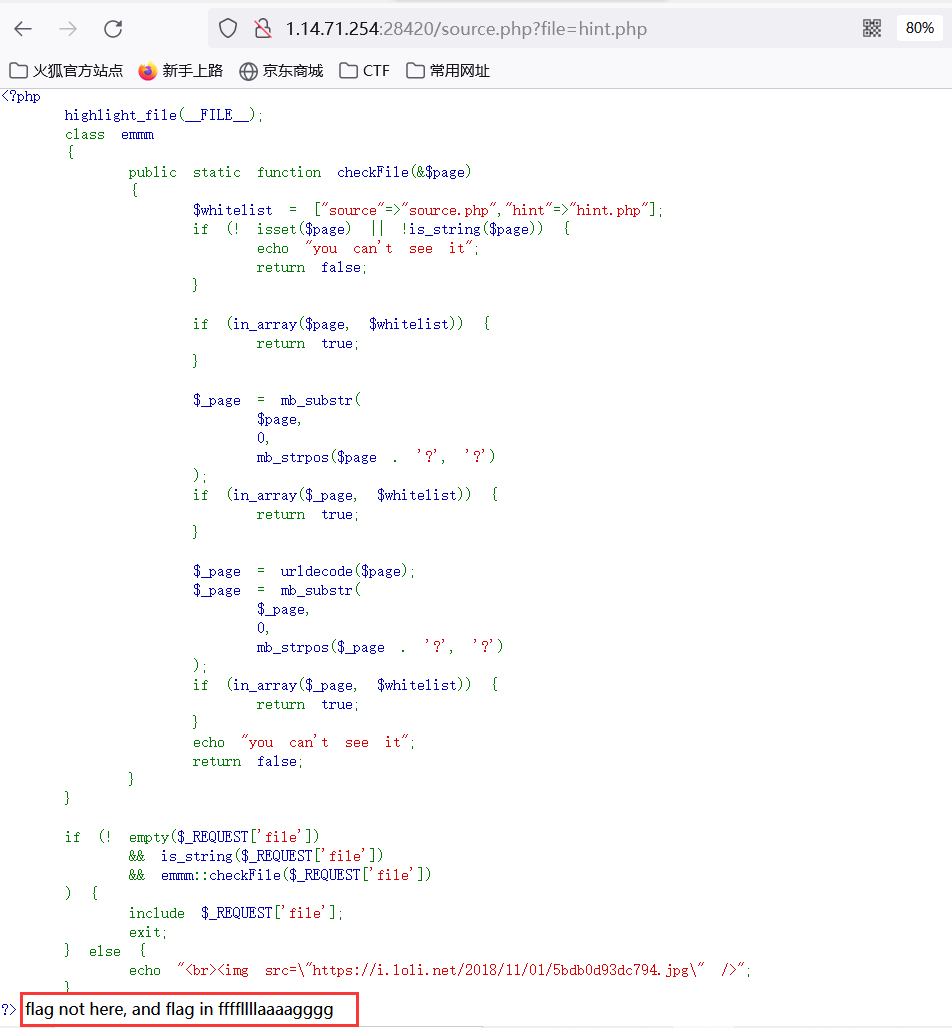 1.14.71.254:28420/source.php?file=hint.php 80%
火狐官方站点 新手上路 京东商城 CTF 常用网址
<?php
highlight_file(__FILE__);
class emmm
{
public static function checkFile(&$page)
{
$whitelist = ["source"=>"source.php","hint"=>"hint.php"];
if (! isset($page) || !is_string($page)) {
echo "you can't see it";
return false;
}
if (in_array($page, $whitelist)) {
return true;
}
$_page = mb_substr(
$page,
0,
mb_strpos($page . '?', '?')
);
if (in_array($_page, $whitelist)) {
return true;
}
$_page = urldecode($page);
$_page = mb_substr(
$_page,
0,
mb_strpos($_page . '?', '?')
);
if (in_array($_page, $whitelist)) {
return true;
}
echo "you can't see it";
return false;
}
}
if (! empty($_REQUEST['file'])
&& is_string($_REQUEST['file'])
&& emmm::checkFile($_REQUEST['file'])
) {
include $_REQUEST['file'];
exit;
} else {
echo "<br><img src=\"https://i.loli.net/2018/11/01/5bdb0d93dc794.jpg\" />";
}
?> flag not here, and flag in ffffllllaaaagggg